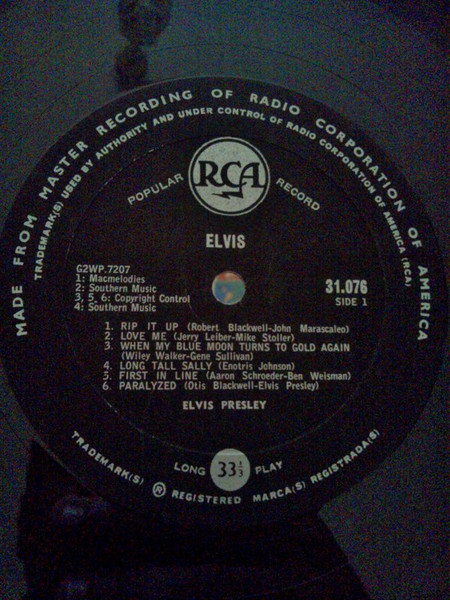 MADE FROM MASTER RECORDING OF RADIO CORPORATION OF AMERICA
TRADEMARK(S) USED BY AUTHORITY AND UNDER CONTROL OF RADIO CORPORATION OF AMERICA (RCA)
RCA
POPULAR RECORD
ELVIS
G2WP.7207
1: Macmelodies
2: Southern Music
3, 5, 6: Copyright Control
4: Southern Music
31.076
SIDE 1
1. RIP IT UP (Robert Blackwell-John Marascaleo)
2. LOVE ME (Jerry Leiber-Mike Stoller)
3. WHEN MY BLUE MOON TURNS TO GOLD AGAIN
(Wiley Walker-Gene Sullivan)
4. LONG TALL SALLY (Enotris Johnson)
5. FIRST IN LINE (Aaron Schroeder-Ben Weisman)
6. PARALYZED (Otis Blackwell-Elvis Presley)
ELVIS PRESLEY
LONG 33⅓ PLAY
TRADEMARK(S) ® REGISTERED MARCA(S) REGISTRADA(S)